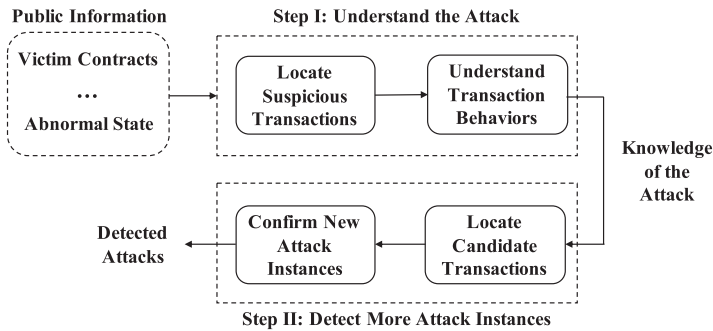 Public Information
Victim Contracts
...
Abnormal State
Step I: Understand the Attack
Locate
Suspicious
Transactions
Understand
Transaction
Behaviors
Knowledge
of the
Attack
Locate
Candidate
Transactions
Confirm New
Attack
Instances
Detected
Attacks
Step II: Detect More Attack Instances